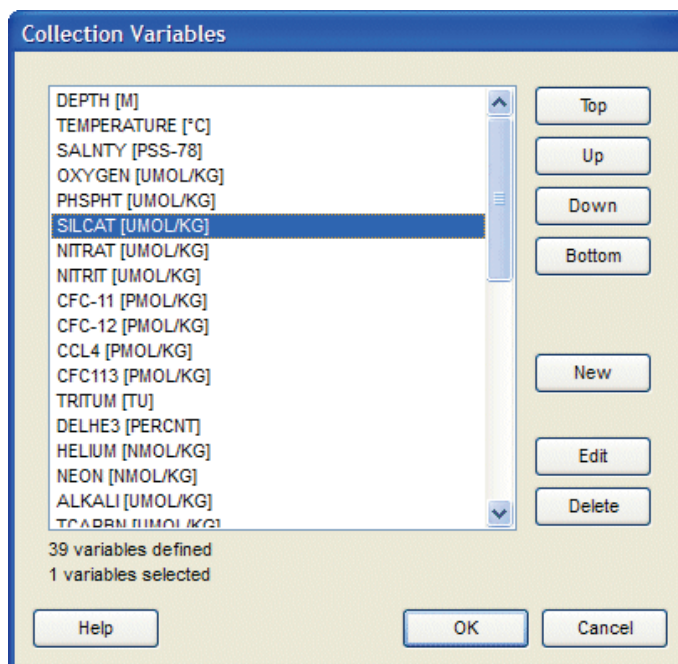 Collection Variables
DEPTH [M]
TEMPERATURE [°C]
SALNTY [PSS-78]
OXYGEN [UMOL/KG]
PHSPHT [UMOL/KG]
SILCAT [UMOL/KG]
NITRAT [UMOL/KG]
NITRIT [UMOL/KG]
CFC-11 [PMOL/KG]
CFC-12 [PMOL/KG]
CCL4 [PMOL/KG]
CFC113 [PMOL/KG]
TRITUM [TU]
DELHE3 [PERCNT]
HELIUM [NMOL/KG]
NEON [NMOL/KG]
ALKALI [UMOL/KG]
TCARBN [UMOL/KG]
39 variables defined
1 variables selected
Top
Up
Down
Bottom
New
Edit
Delete
Help
OK
Cancel